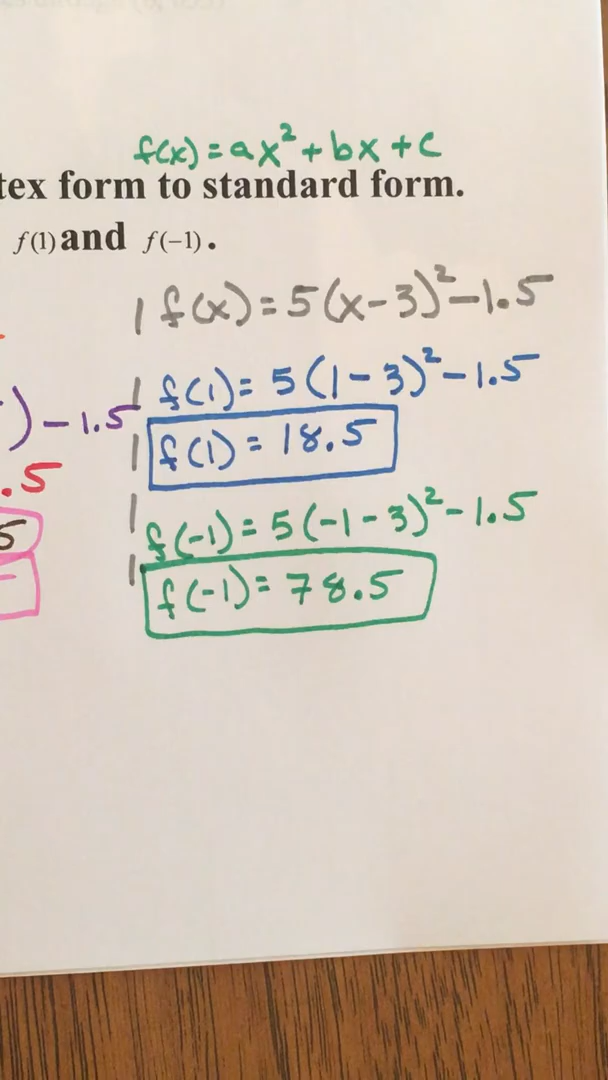 f(x) = ax² + bx + c
tex form to standard form.
f(1) and f(-1).
f(x) = 5(x-3)² - 1.5
) - 1.5
f(1) = 5(1-3)² - 1.5
f(1) = 18.5
.5
f(-1) = 5(-1-3)² - 1.5
5
f(-1) = 78.5